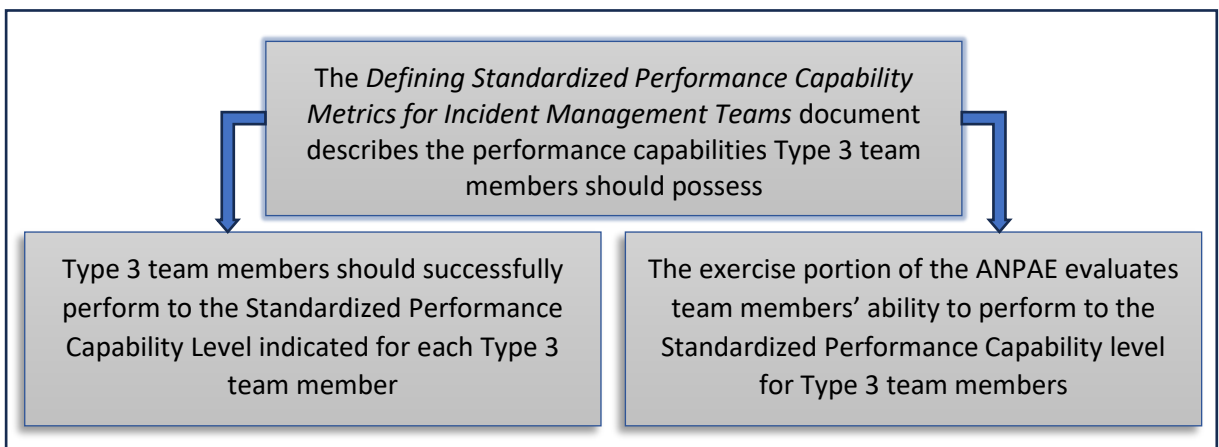 The Defining Standardized Performance Capability
Metrics for Incident Management Teams document
describes the performance capabilities Type 3 team
members should possess
Type 3 team members should successfully
perform to the Standardized Performance
Capability Level indicated for each Type 3
team member
The exercise portion of the ANPAE evaluates
team members’ ability to perform to the
Standardized Performance Capability level
for Type 3 team members